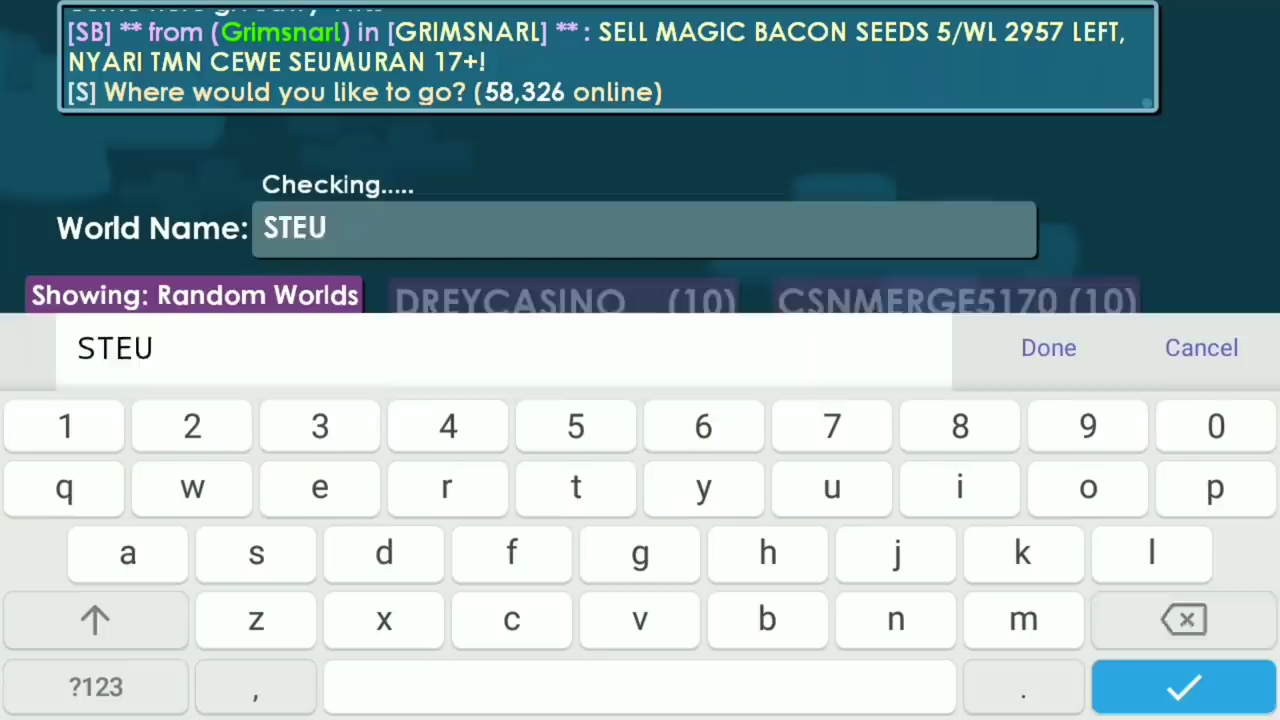 [SB] ** from (Grimsnarl) in [GRIMSNARL] ** : SELL MAGIC BACON SEEDS 5/WL 2957 LEFT,
NYARI TMN CEWE SEUMURAN 17+!
[S] Where would you like to go? (58,326 online)
Checking.....
World Name: STEU
Showing: Random Worlds DREYCASINO (10) CSNMERGE5170 (10)
STEU Done Cancel
1 2 3 4 5 6 7 8 9 0
q w e r t y u i o p
a s d f g h j k l
z x c v b n m
?123 , .